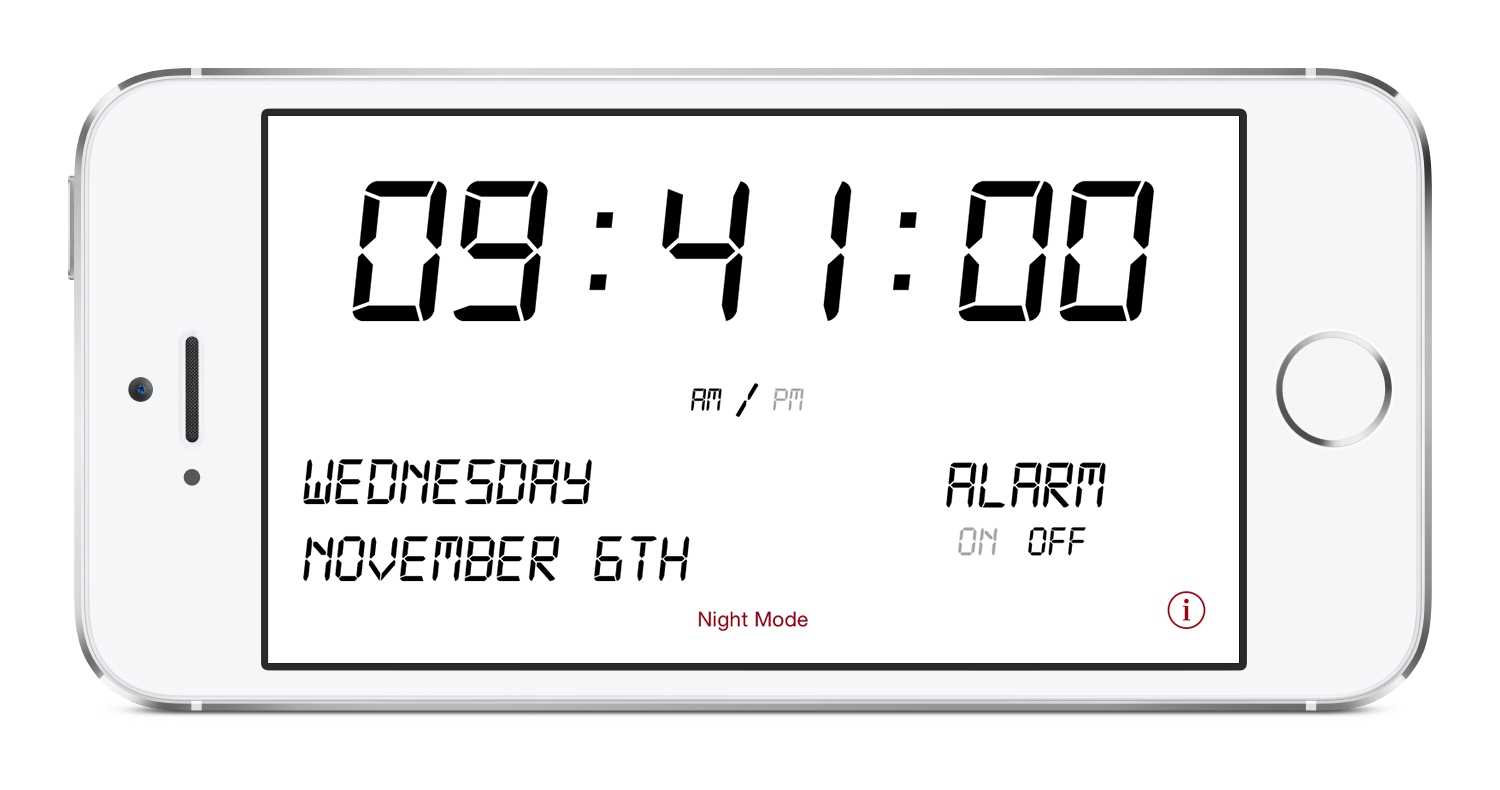 09:41:00
AM / PM
WEDNESDAY
NOVEMBER 6TH
ALARM
ON OFF
Night Mode
i